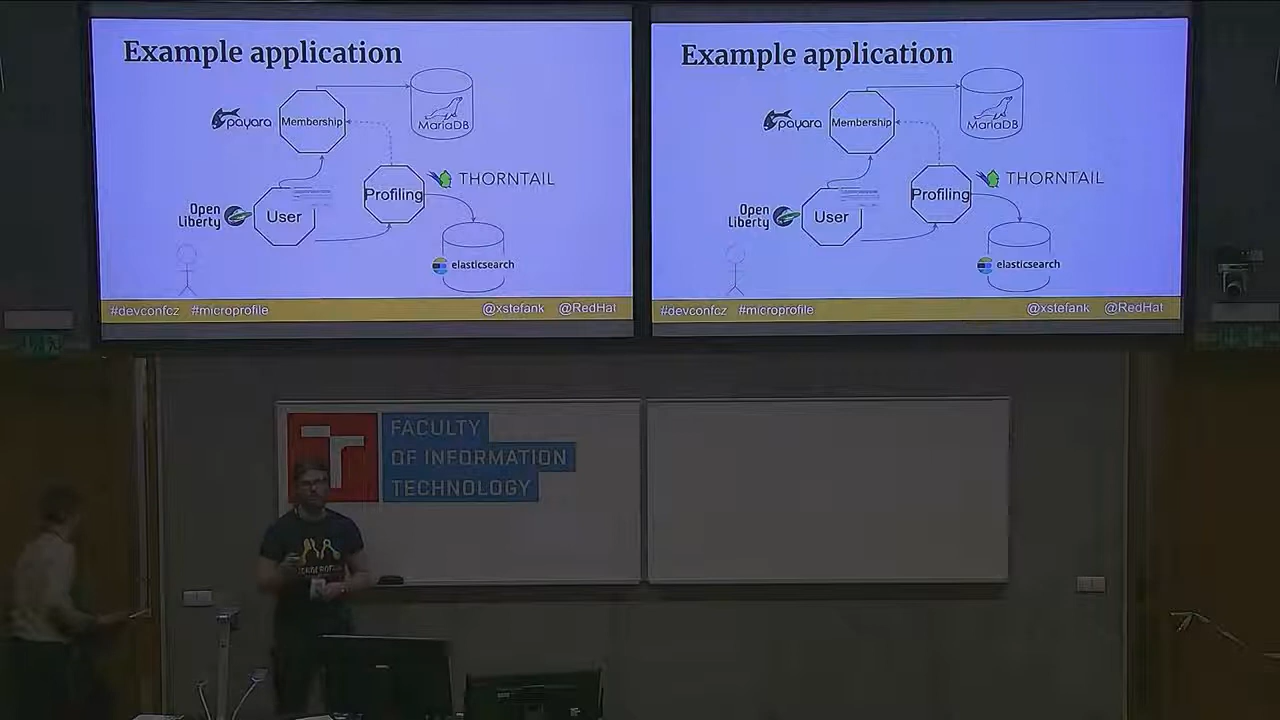 Example application
payara
Membership
MariaDB
Profiling
THORNTAIL
Open
Liberty
User
elasticsearch
#devconfcz #microprofile
@xstefank @RedHat
Example application
payara
Membership
MariaDB
Profiling
THORNTAIL
Open
Liberty
User
elasticsearch
#devconfcz #microprofile
@xstefank @RedHat
FACULTY
OF INFORMATION
TECHNOLOGY